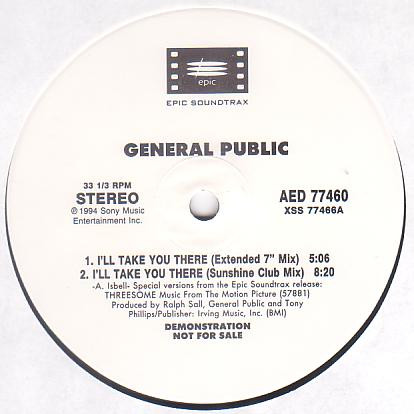 epic
EPIC SOUNDTRAX
GENERAL PUBLIC
33 1/3 RPM
STEREO
℗ 1994 Sony Music
Entertainment Inc.
AED 77460
XSS 77466A
1. I'LL TAKE YOU THERE (Extended 7" Mix) 5:06
2. I'LL TAKE YOU THERE (Sunshine Club Mix) 8:20
-A. Isbell- Special versions from the Epic Soundtrax release:
THREESOME Music From The Motion Picture (57881)
Produced by Ralph Sall, General Public and Tony
Phillips/Publisher: Irving Music, Inc. (BMI)
DEMONSTRATION
NOT FOR SALE